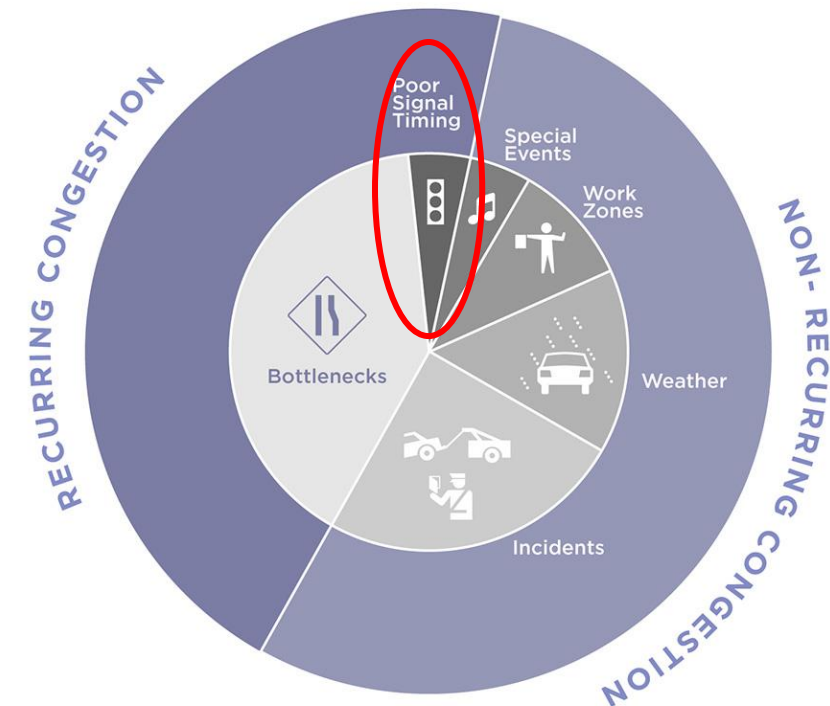 RECURRING CONGESTION
Poor
Signal
Timing
Special
Events
Work
Zones
Bottlenecks
Weather
Incidents
NON- RECURRING CONGESTION